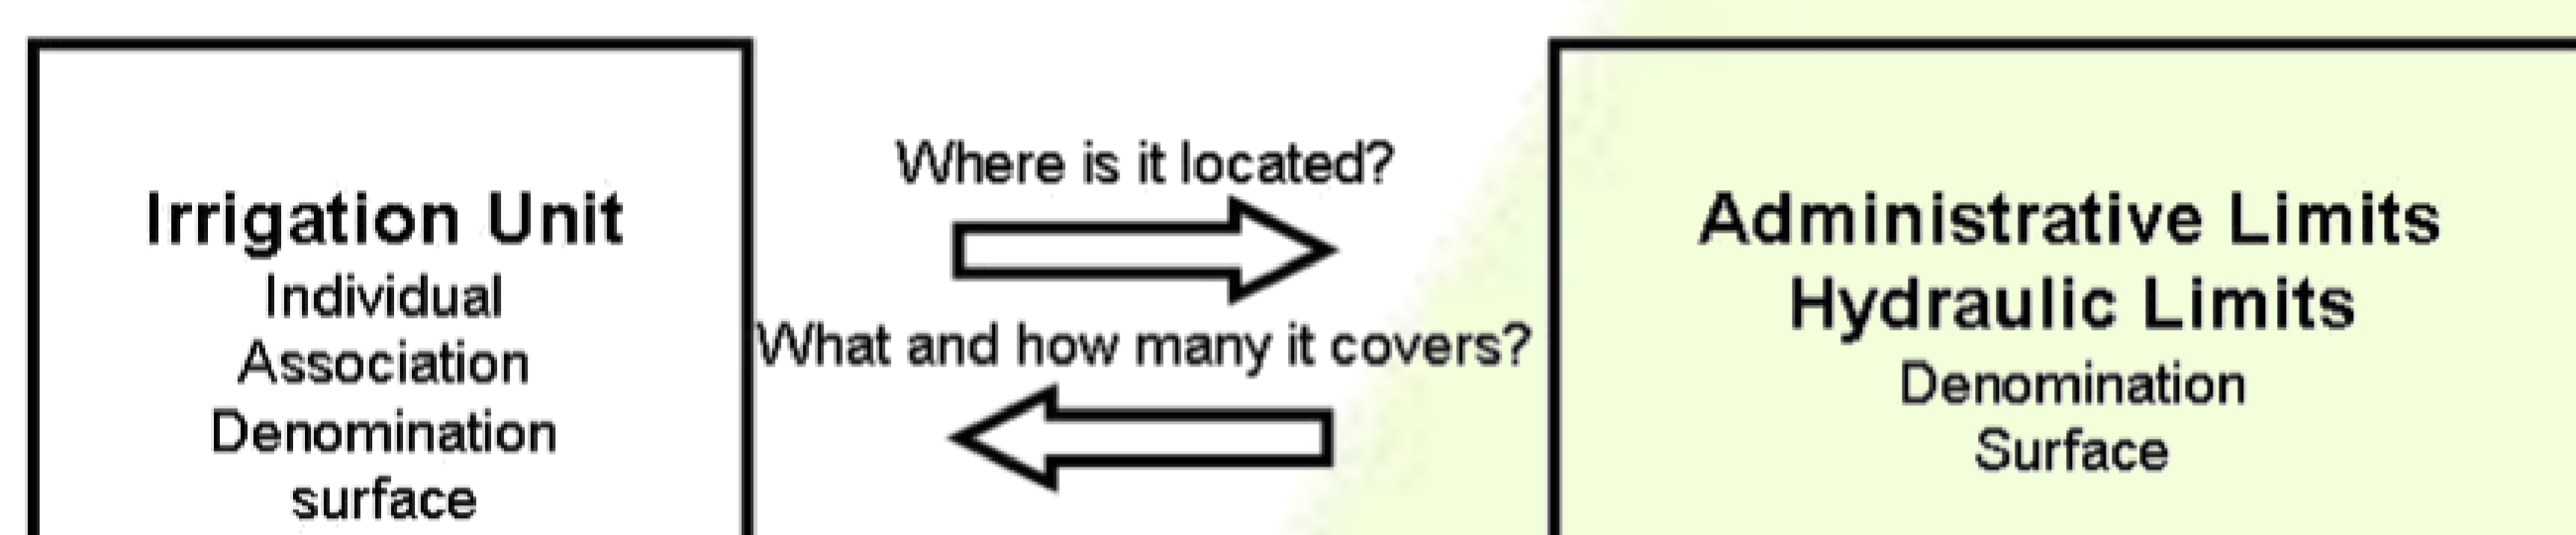 Irrigation Unit
Individual
Association
Denomination
surface
Where is it located?
What and how many it covers?
Administrative Limits
Hydraulic Limits
Denomination
Surface